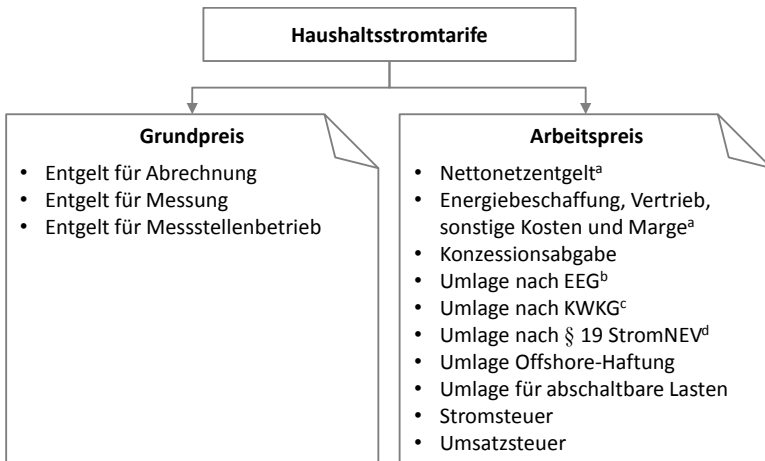 Haushaltsstromtarife
Grundpreis
• Entgelt für Abrechnung
• Entgelt für Messung
• Entgelt für Messstellenbetrieb
Arbeitspreis
• Nettonetzentgeltᵃ
• Energiebeschaffung, Vertrieb,
sonstige Kosten und Margeᵃ
• Konzessionsabgabe
• Umlage nach EEGᵇ
• Umlage nach KWKGᶜ
• Umlage nach § 19 StromNEVᵈ
• Umlage Offshore-Haftung
• Umlage für abschaltbare Lasten
• Stromsteuer
• Umsatzsteuer